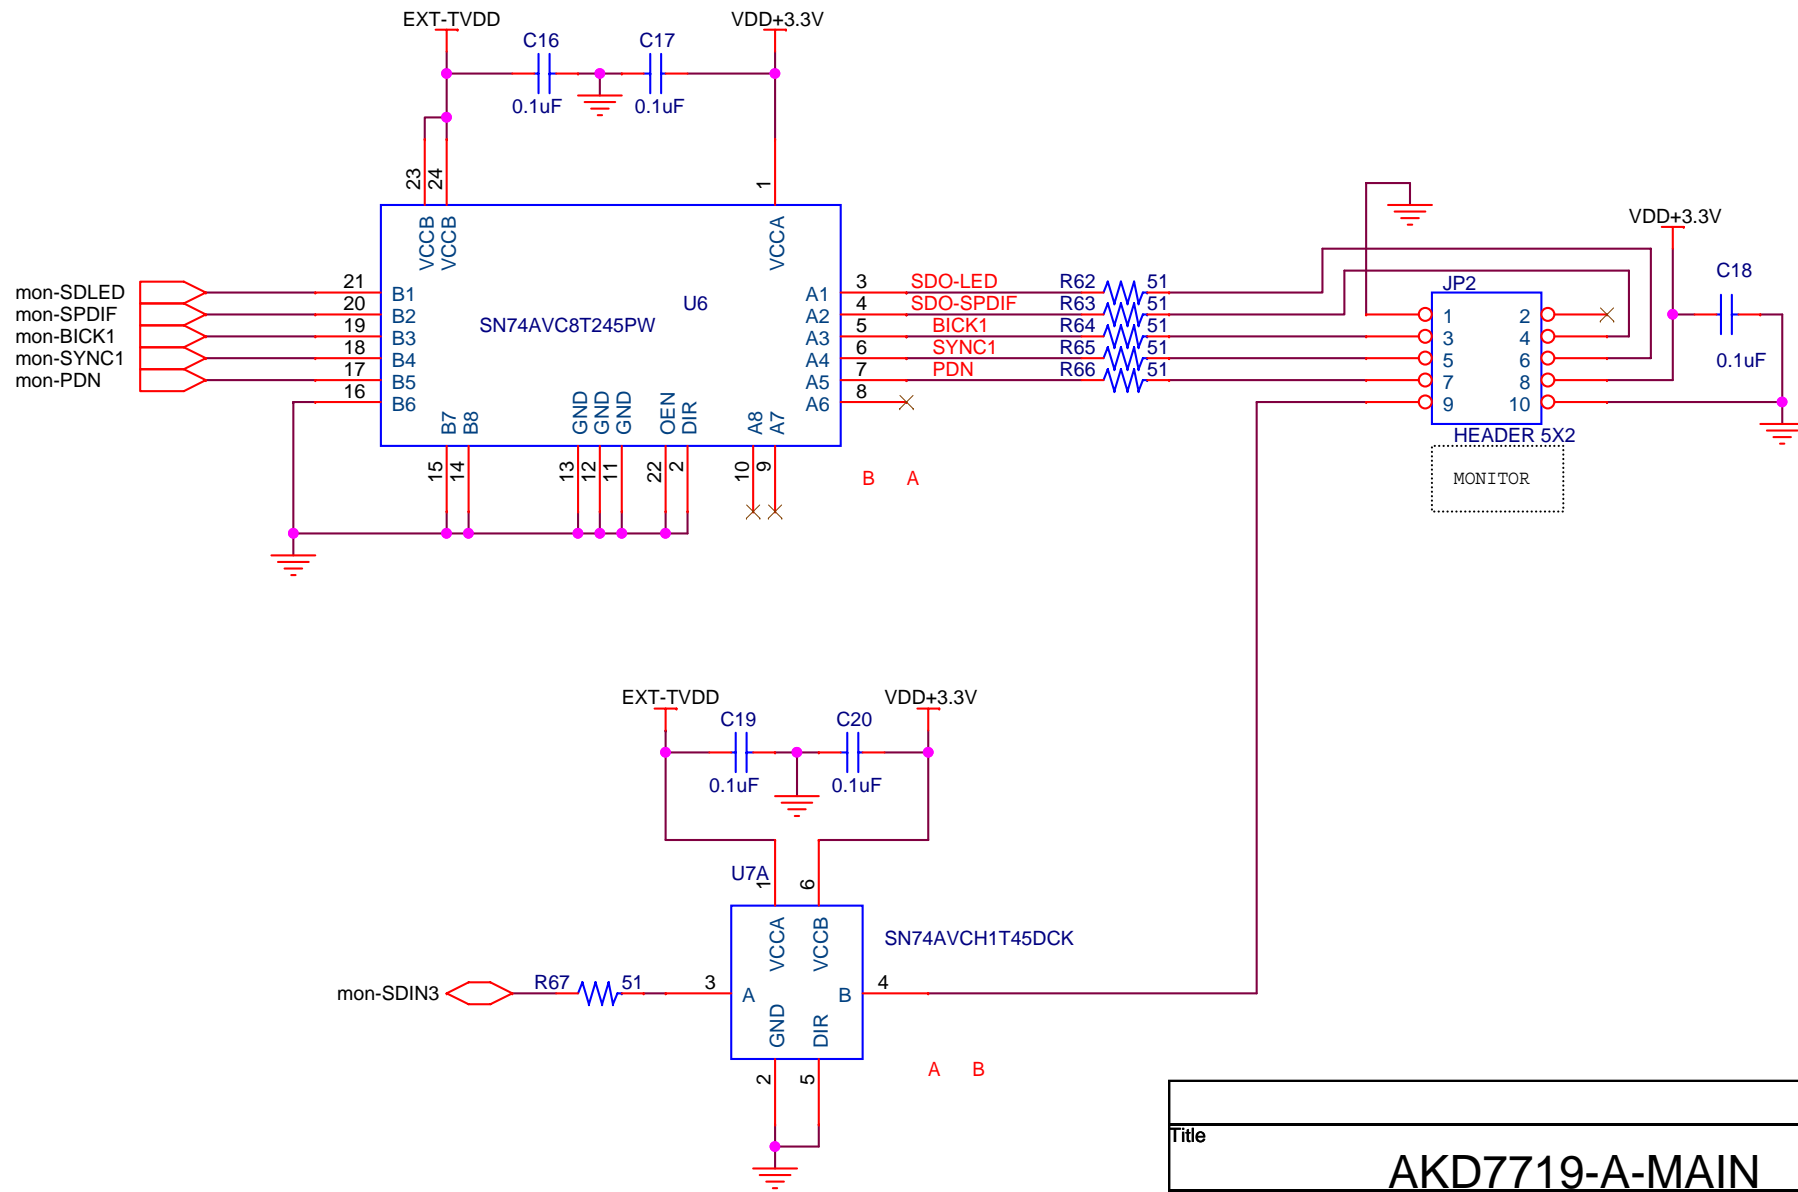 EXT-TVDD VDD+3.3V
C16 C17
0.1uF 0.1uF
23 24 1
VCCB VCCB VCCA
U6
SN74AVC8T245PW
mon-SDLED 21 B1 A1 3 SDO-LED R62 51
mon-SPDIF 20 B2 A2 4 SDO-SPDIF R63 51
mon-BICK1 19 B3 A3 5 BICK1 R64 51
mon-SYNC1 18 B4 A4 6 SYNC1 R65 51
mon-PDN 17 B5 A5 7 PDN R66 51
16 B6 A6 8
B7 B8 GND GND GND OEN DIR A8 A7
15 14 13 12 11 22 2 10 9
B A
VDD+3.3V
C18
0.1uF
JP2
1 2
3 4
5 6
7 8
9 10
HEADER 5X2
MONITOR
EXT-TVDD VDD+3.3V
C19 C20
0.1uF 0.1uF
U7A
1 6
VCCA VCCB
SN74AVCH1T45DCK
mon-SDIN3 R67 51 3 A B 4
GND DIR
2 5
A B
Title
AKD7719-A-MAIN